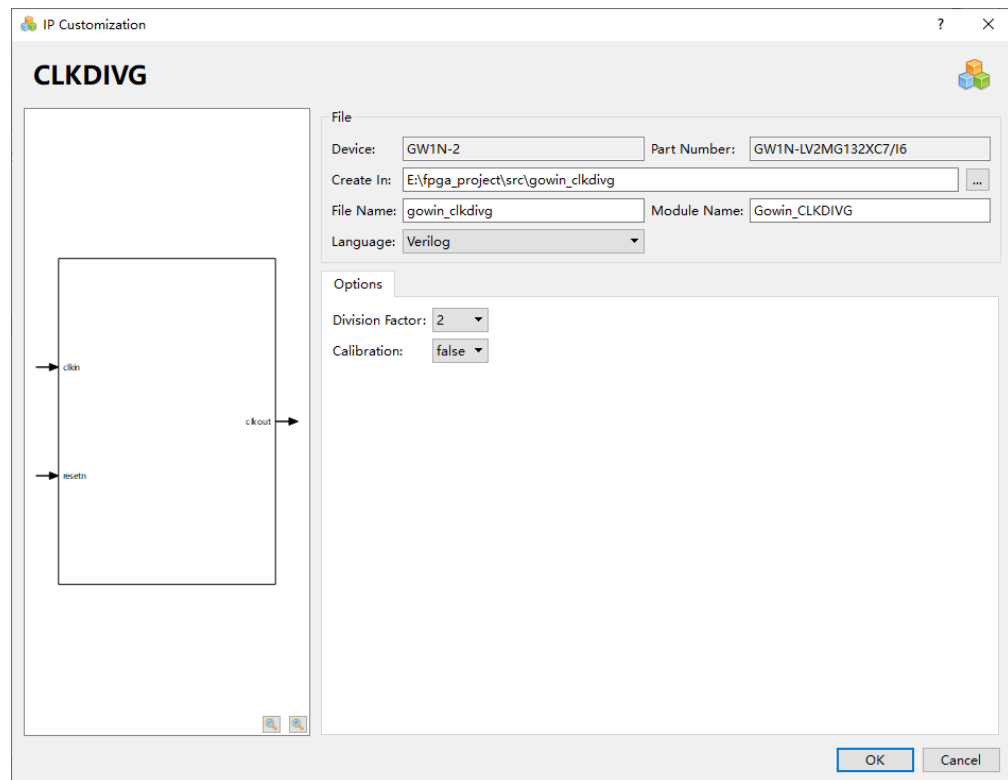 IP Customization ?
CLKDIVG
File
Device: GW1N-2 Part Number: GW1N-LV2MG132XC7/I6
Create In: E:\fpga_project\src\gowin_clkdivg ...
File Name: gowin_clkdivg Module Name: Gowin_CLKDIVG
Language: Verilog
Options
Division Factor: 2
Calibration: false
clkin
clkout
resetn
OK Cancel